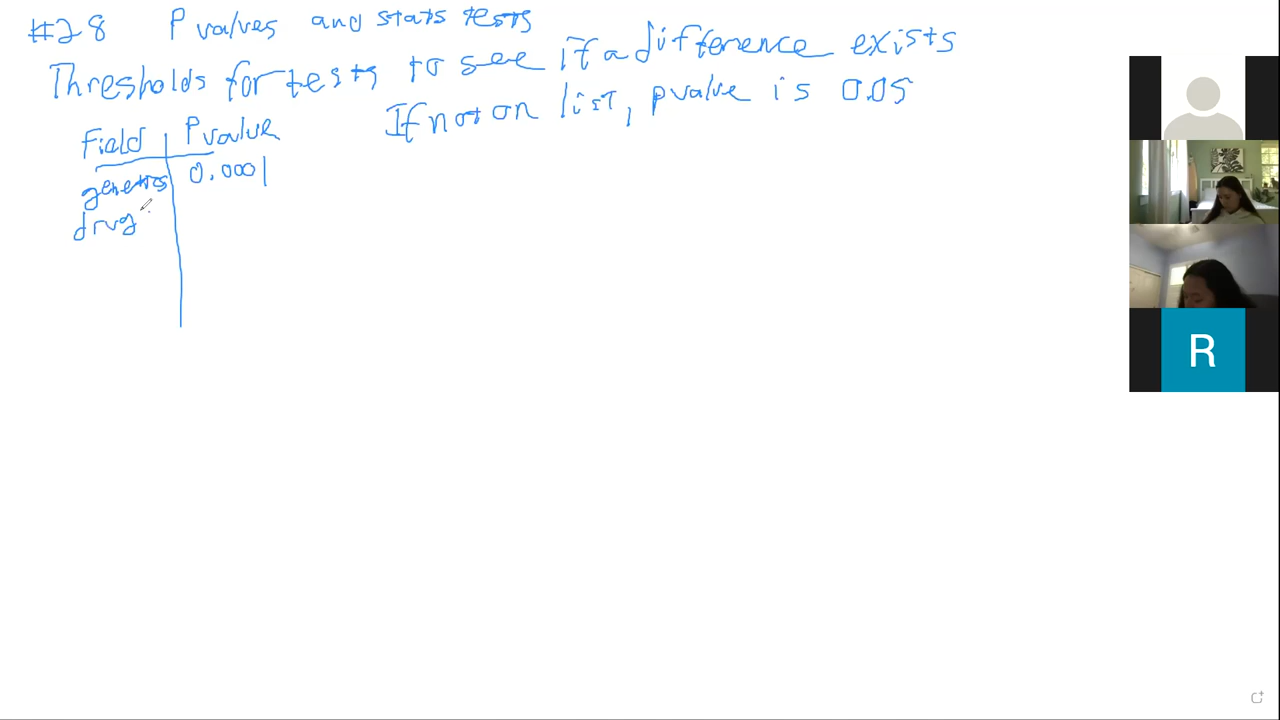 #28 P values and stats tests
Thresholds for tests to see if a difference exists
If not on list, pvalue is 0.05
Field Pvalue
genetics 0.0001
drug
R